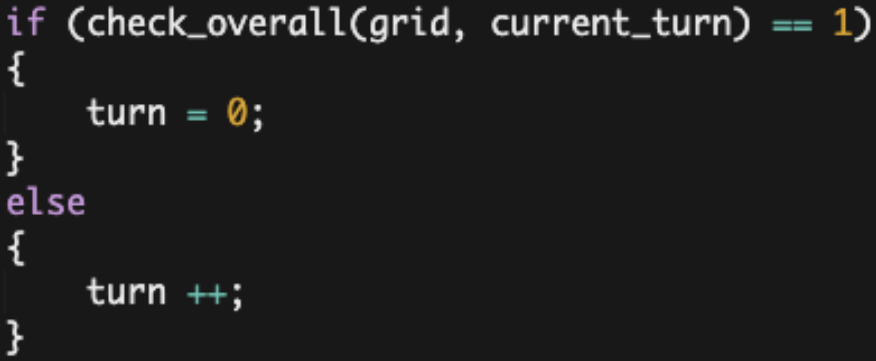 if (check_overall(grid, current_turn) == 1)
{
    turn = 0;
}
else
{
    turn ++;
}